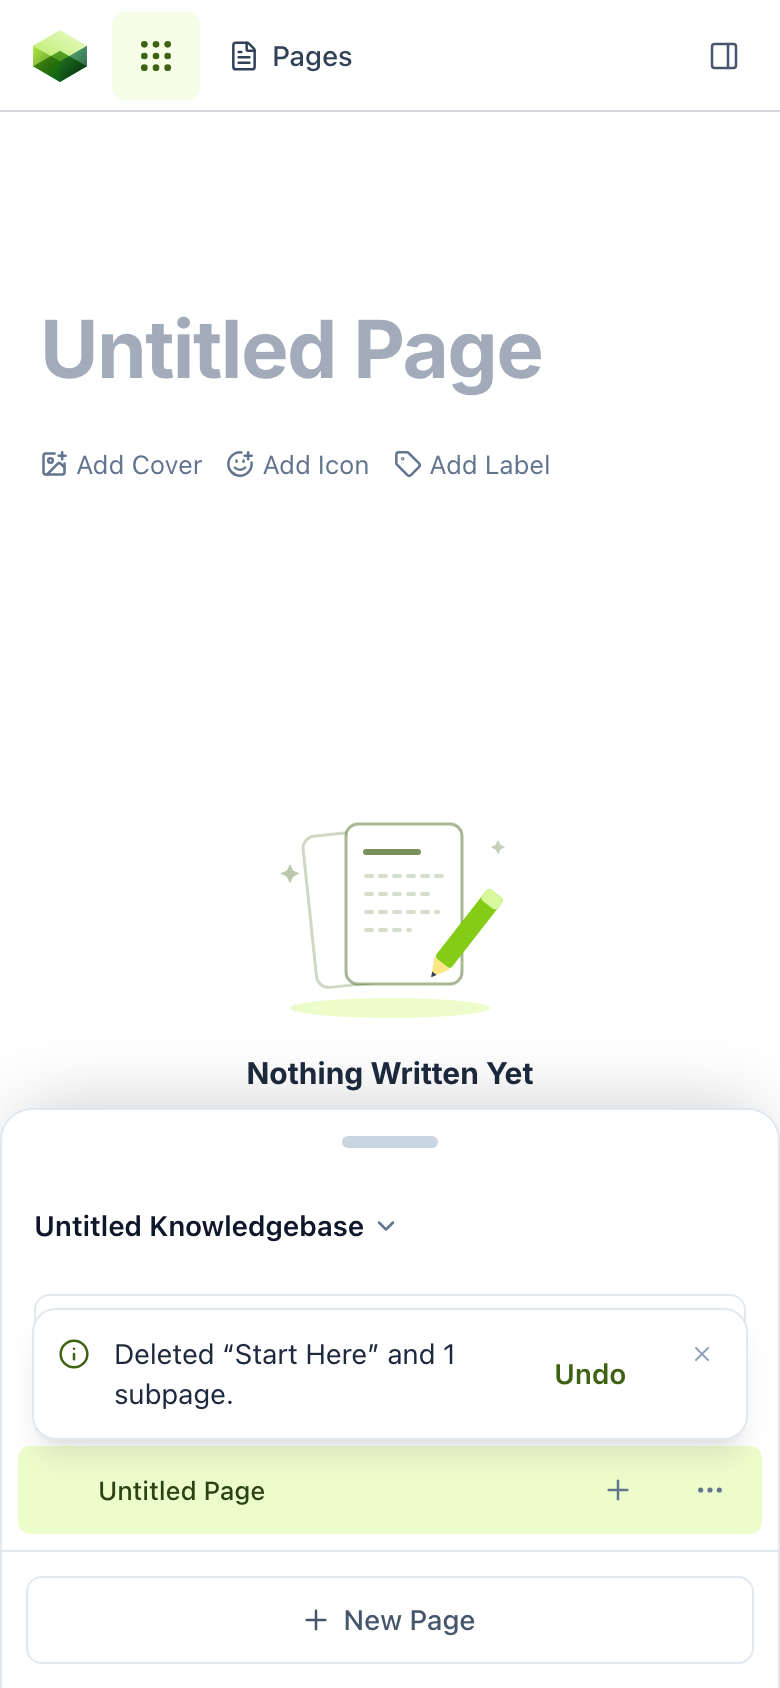 Pages
Untitled Page
Add Cover Add Icon Add Label
Nothing Written Yet
Untitled Knowledgebase
Deleted “Start Here” and 1
subpage.
Undo
Untitled Page
New Page